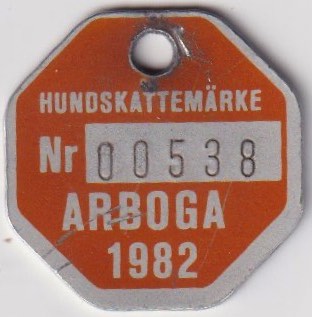 HUNDSKATTEMÄRKE
Nr 00538
ARBOGA
1982